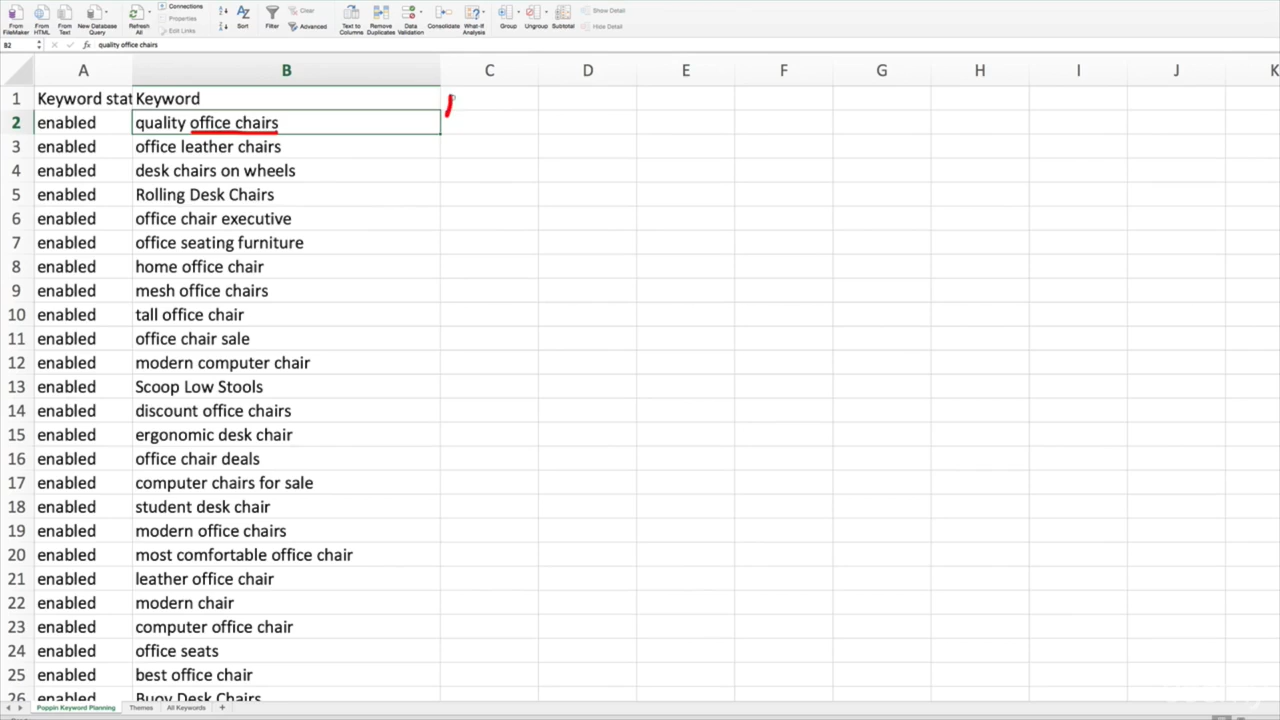 Connections
Clear
Show Detail
Properties
Edit Links
Advanced
Hide Detail
From FileMaker
From HTML
From Text
New Database Query
Refresh All
Sort
Filter
Text to Columns
Remove Duplicates
Data Validation
Consolidate
What-If Analysis
Group
Ungroup
Subtotal
B2 fx quality office chairs
A B C D E F G H I J K
1 Keyword stat Keyword
2 enabled quality office chairs
3 enabled office leather chairs
4 enabled desk chairs on wheels
5 enabled Rolling Desk Chairs
6 enabled office chair executive
7 enabled office seating furniture
8 enabled home office chair
9 enabled mesh office chairs
10 enabled tall office chair
11 enabled office chair sale
12 enabled modern computer chair
13 enabled Scoop Low Stools
14 enabled discount office chairs
15 enabled ergonomic desk chair
16 enabled office chair deals
17 enabled computer chairs for sale
18 enabled student desk chair
19 enabled modern office chairs
20 enabled most comfortable office chair
21 enabled leather office chair
22 enabled modern chair
23 enabled computer office chair
24 enabled office seats
25 enabled best office chair
26 enabled Buoy Desk Chairs
Poppin Keyword Planning Themes All Keywords +